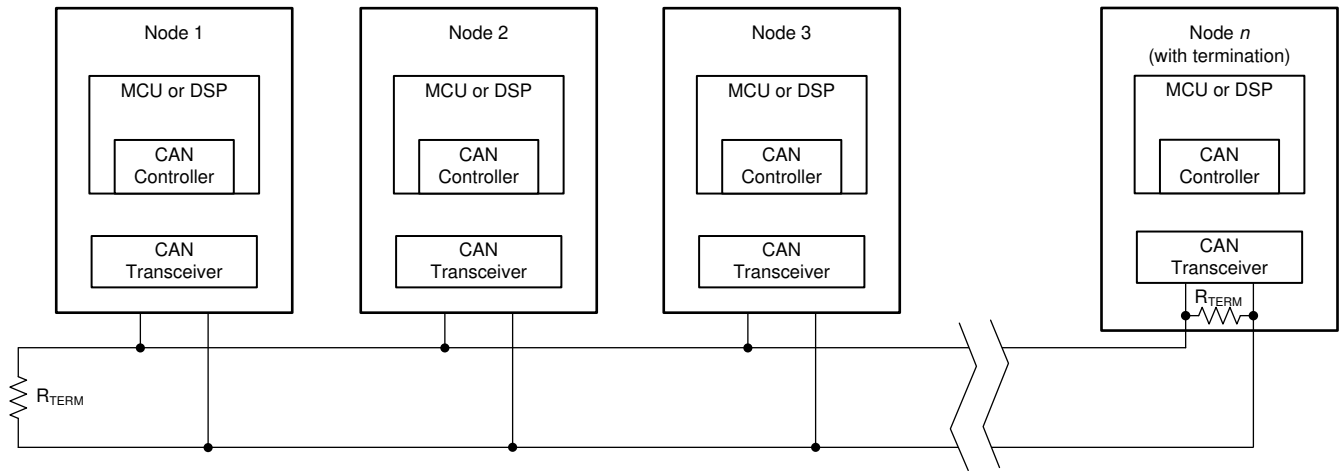 Node 1
MCU or DSP
CAN
Controller
CAN
Transceiver
Node 2
MCU or DSP
CAN
Controller
CAN
Transceiver
Node 3
MCU or DSP
CAN
Controller
CAN
Transceiver
Node n
(with termination)
MCU or DSP
CAN
Controller
CAN
Transceiver
RTERM
RTERM